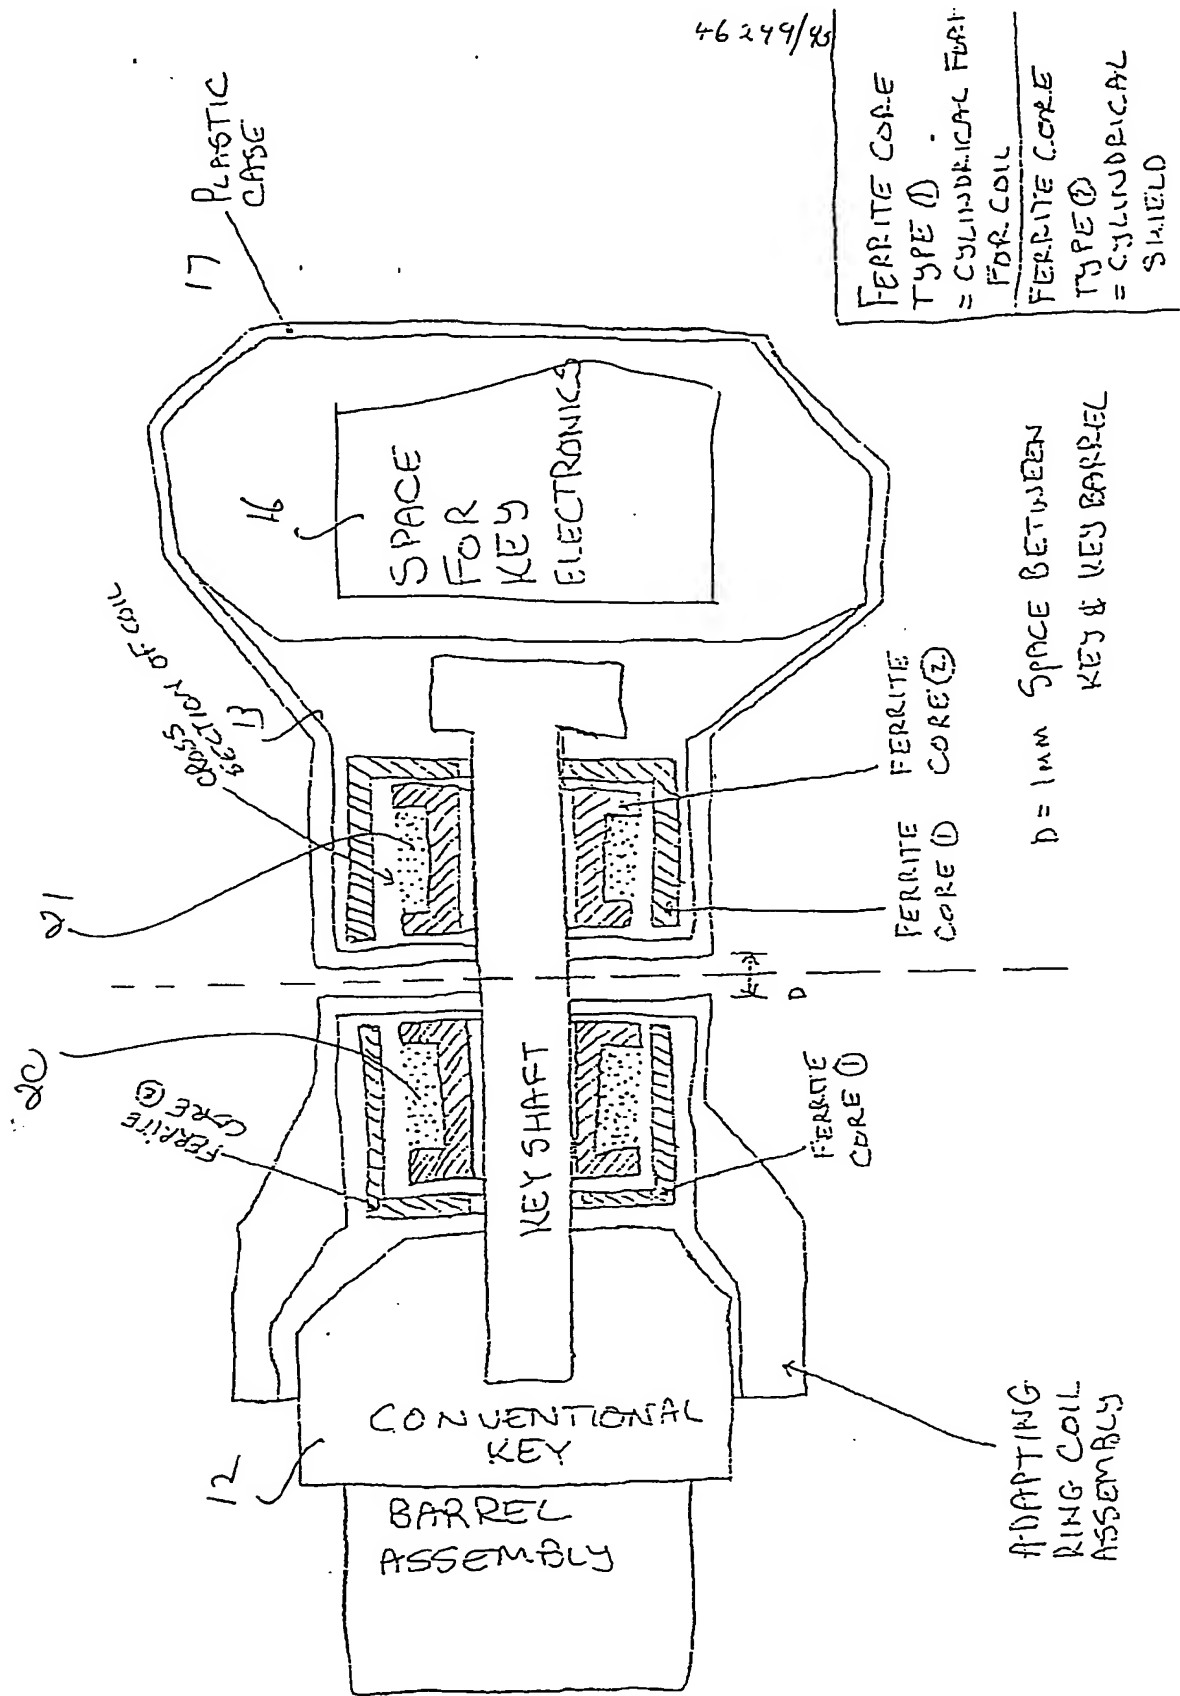 46249/95
FERRITE CORE
TYPE ①
= CYLINDRICAL FORM
FOR COIL
FERRITE CORE
TYPE ②
= CYLINDRICAL
SHIELD
17
PLASTIC
CASE
16
SPACE
FOR
KEY
ELECTRONICS
CROSS
SECTION OF COIL
13
21
20
FERRITE
CORE ②
KEY SHAFT
FERRITE
CORE ②
FERRITE
CORE ①
D
FERRITE
CORE ①
D = 1MM SPACE BETWEEN
KEY & KEY BARREL
12
CONVENTIONAL
KEY
BARREL
ASSEMBLY
ADAPTING
RING COIL
ASSEMBLY